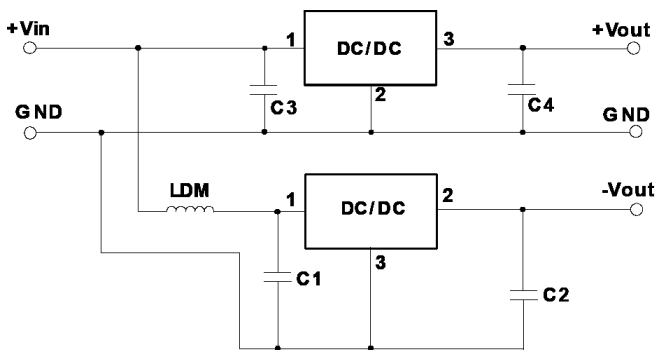 +Vin
1
DC/DC
3
+Vout
C3
2
C4
GND
GND
LDM
1
DC/DC
2
-Vout
3
C1
C2